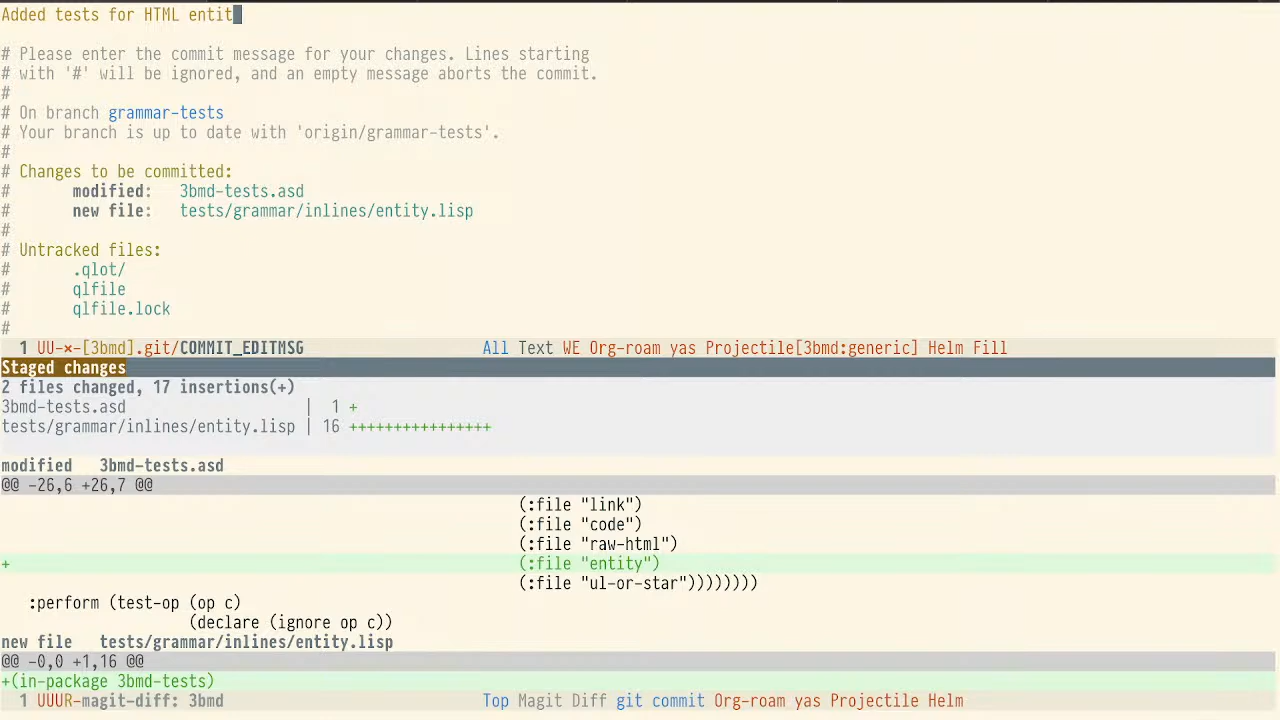 Added tests for HTML entit
# Please enter the commit message for your changes. Lines starting
# with '#' will be ignored, and an empty message aborts the commit.
#
# On branch grammar-tests
# Your branch is up to date with 'origin/grammar-tests'.
#
# Changes to be committed:
#       modified:   3bmd-tests.asd
#       new file:   tests/grammar/inlines/entity.lisp
#
# Untracked files:
#       .qlot/
#       qlfile
#       qlfile.lock
#
1 UU-×-[3bmd].git/COMMIT_EDITMSG All Text WE Org-roam yas Projectile[3bmd:generic] Helm Fill
Staged changes
2 files changed, 17 insertions(+)
3bmd-tests.asd | 1 +
tests/grammar/inlines/entity.lisp | 16 ++++++++++++++++
modified   3bmd-tests.asd
@@ -26,6 +26,7 @@
(:file "link")
(:file "code")
(:file "raw-html")
+ (:file "entity")
(:file "ul-or-star"))))))))
:perform (test-op (op c)
(declare (ignore op c))
new file   tests/grammar/inlines/entity.lisp
@@ -0,0 +1,16 @@
+(in-package 3bmd-tests)
1 UUUR-magit-diff: 3bmd Top Magit Diff git commit Org-roam yas Projectile Helm